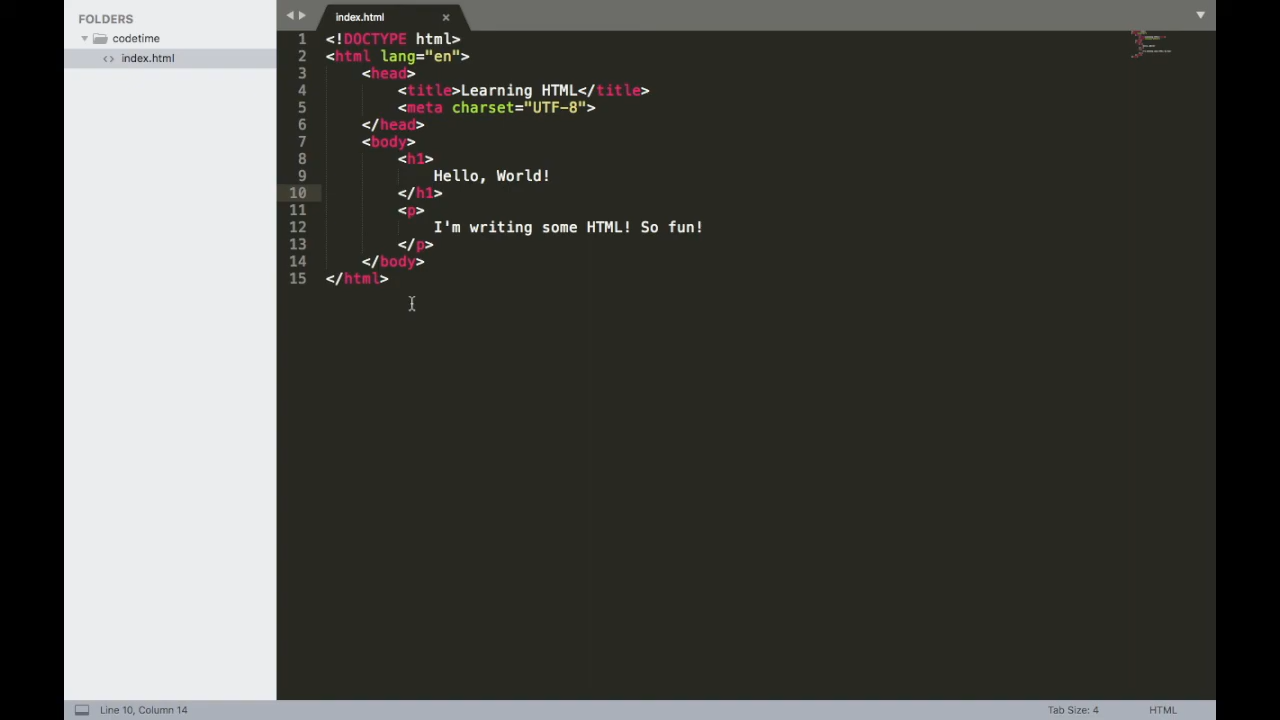 FOLDERS
codetime
<> index.html
index.html ×
1 <!DOCTYPE html>
2 <html lang="en">
3     <head>
4         <title>Learning HTML</title>
5         <meta charset="UTF-8">
6     </head>
7     <body>
8         <h1>
9             Hello, World!
10         </h1>
11         <p>
12             I'm writing some HTML! So fun!
13         </p>
14     </body>
15 </html>
Line 10, Column 14
Tab Size: 4
HTML